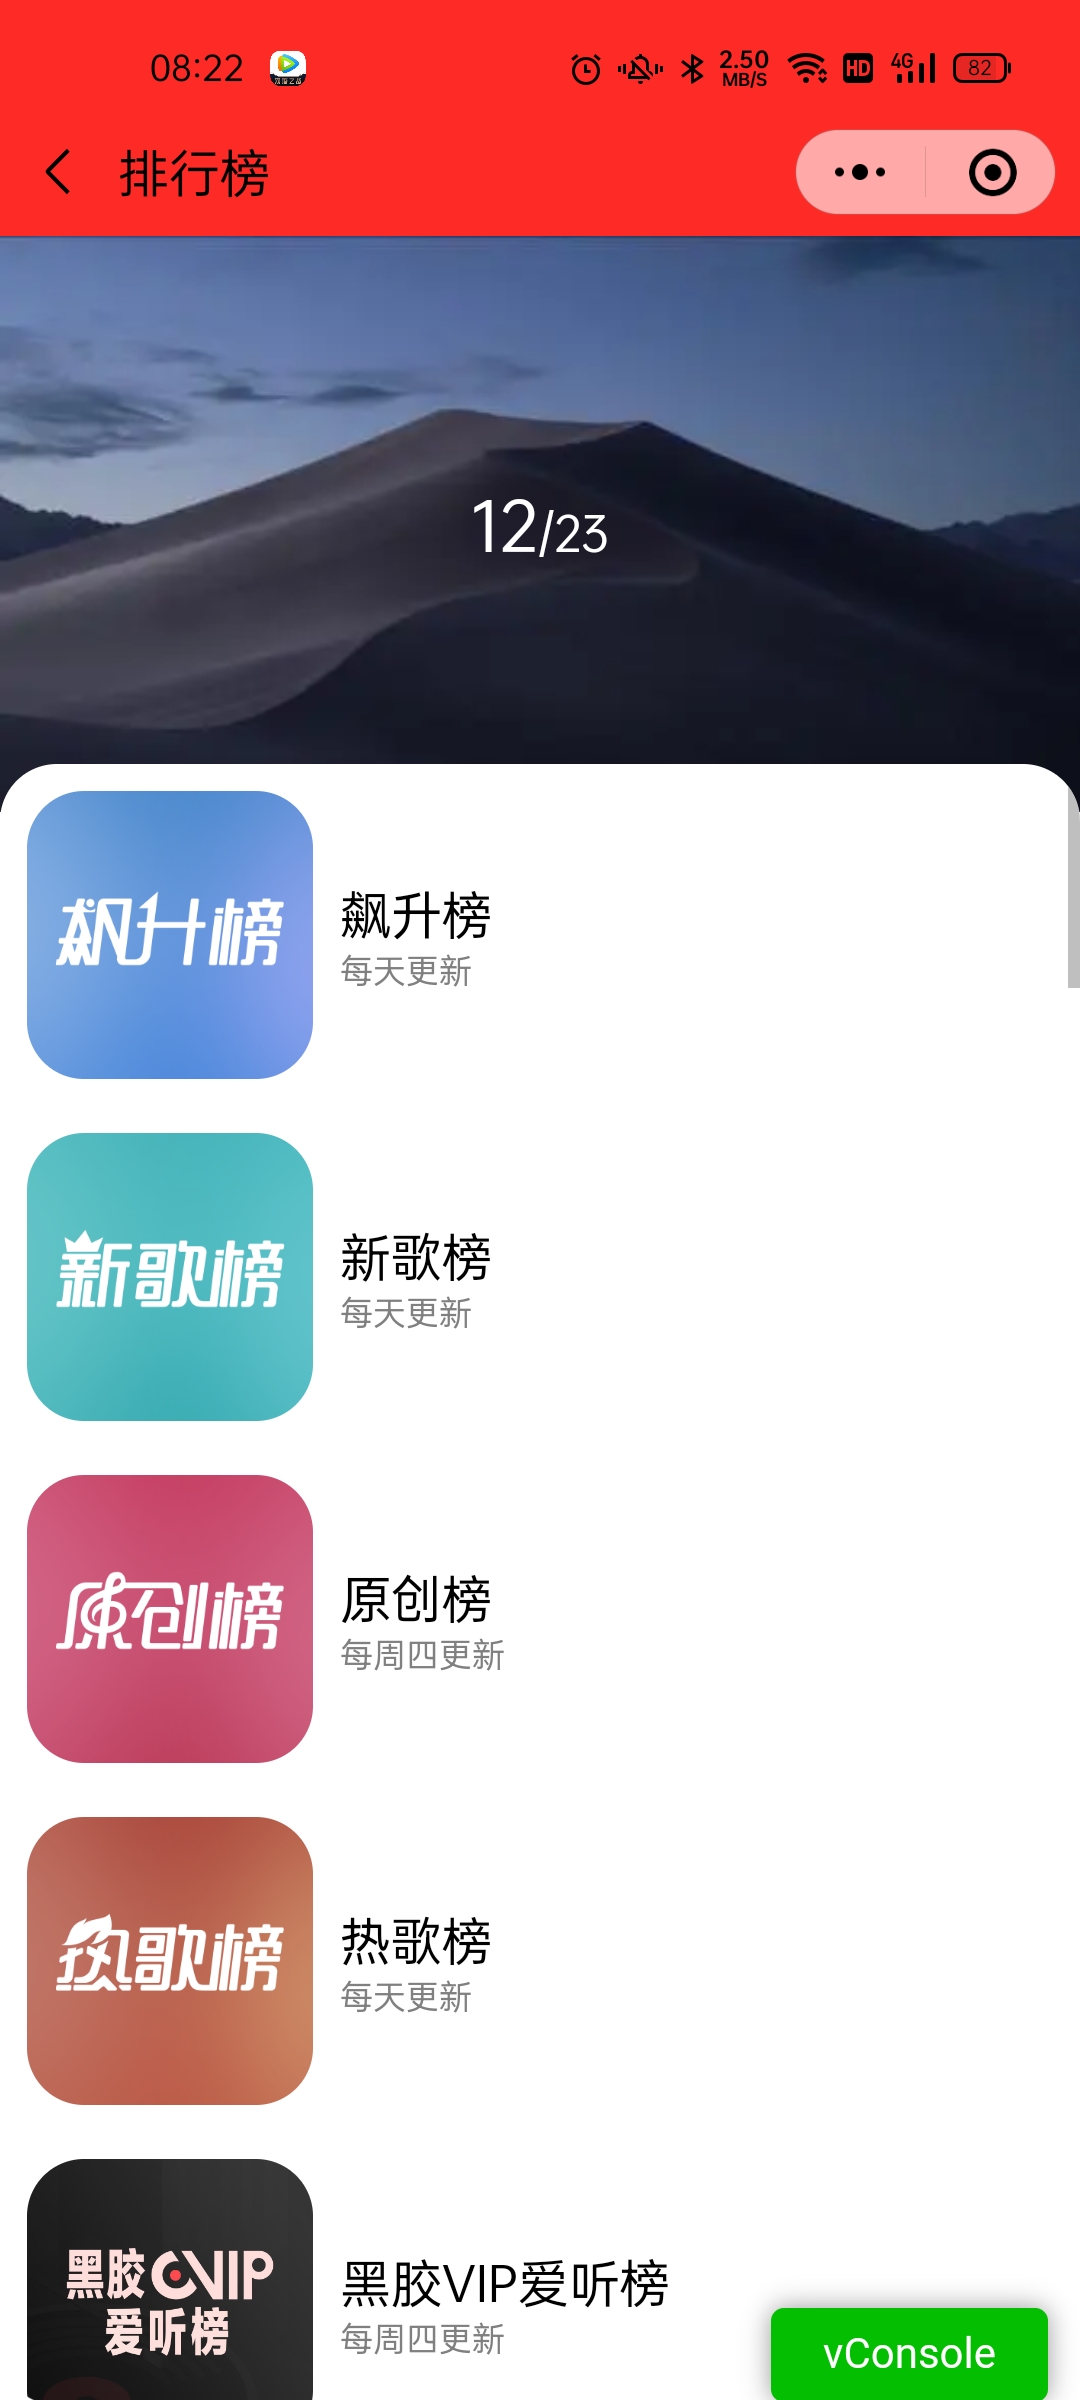 08:22
2.50
MB/S
HD
4G
82
排行榜
12/23
飙升榜
飙升榜
每天更新
新歌榜
新歌榜
每天更新
原创榜
原创榜
每周四更新
热歌榜
热歌榜
每天更新
黑胶VIP
爱听榜
黑胶VIP爱听榜
每周四更新
vConsole